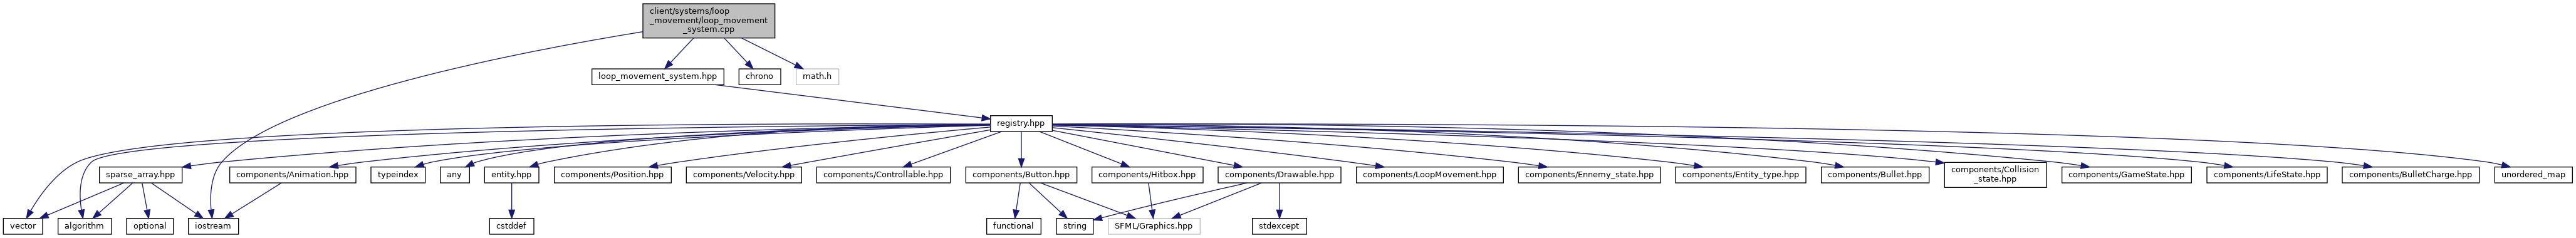 client/systems/loop
_movement/loop_movement
_system.cpp
loop_movement_system.hpp
chrono
math.h
registry.hpp
sparse_array.hpp
components/Animation.hpp
typeindex
any
entity.hpp
components/Position.hpp
components/Velocity.hpp
components/Controllable.hpp
components/Button.hpp
components/Hitbox.hpp
components/Drawable.hpp
components/LoopMovement.hpp
components/Ennemy_state.hpp
components/Entity_type.hpp
components/Bullet.hpp
components/Collision
_state.hpp
components/GameState.hpp
components/LifeState.hpp
components/BulletCharge.hpp
unordered_map
vector
algorithm
optional
iostream
cstddef
functional
string
SFML/Graphics.hpp
stdexcept